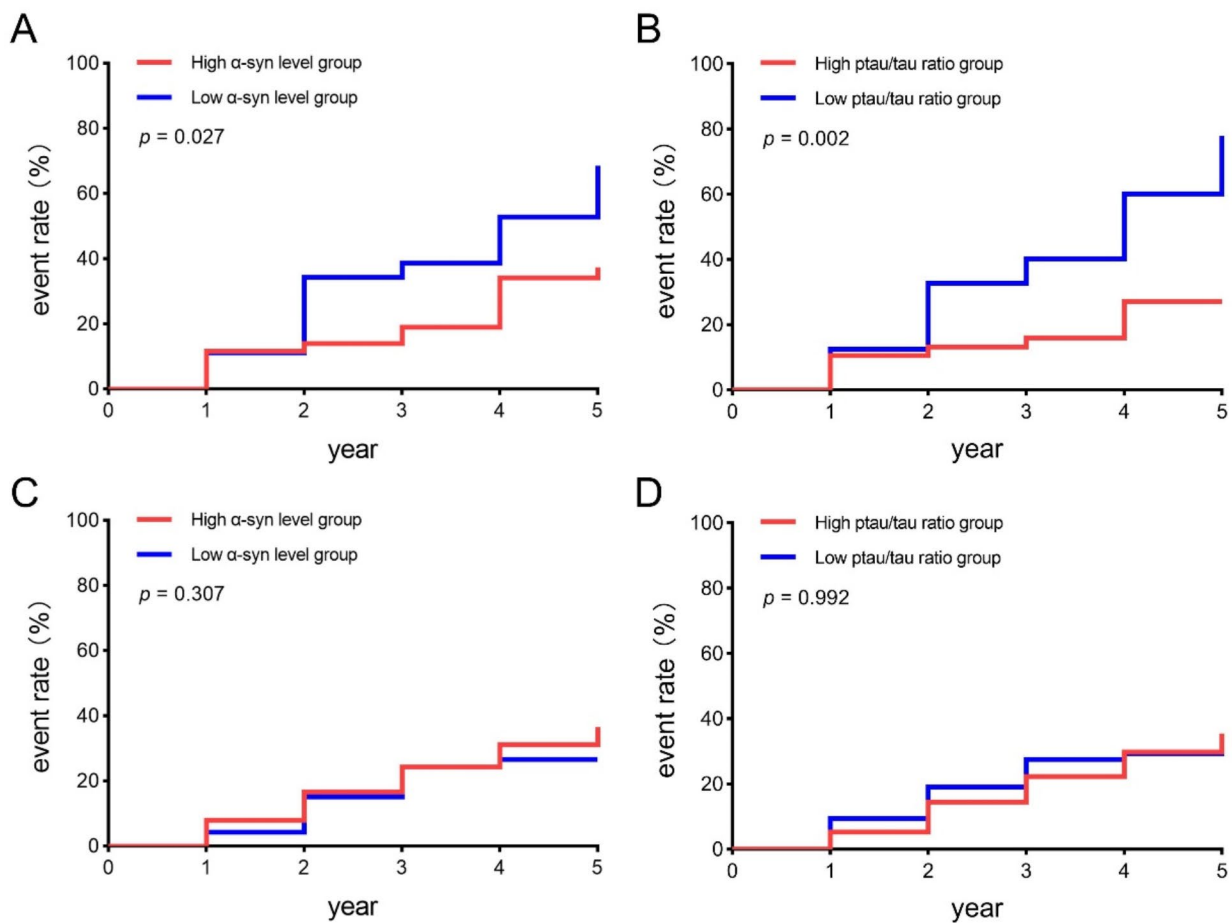 A
High α-syn level group
Low α-syn level group
p = 0.027
100
80
60
40
20
0
event rate (%)
0 1 2 3 4 5
year
B
High ptau/tau ratio group
Low ptau/tau ratio group
p = 0.002
100
80
60
40
20
0
event rate (%)
0 1 2 3 4 5
year
C
High α-syn level group
Low α-syn level group
p = 0.307
100
80
60
40
20
0
event rate (%)
0 1 2 3 4 5
year
D
High ptau/tau ratio group
Low ptau/tau ratio group
p = 0.992
100
80
60
40
20
0
event rate (%)
0 1 2 3 4 5
year